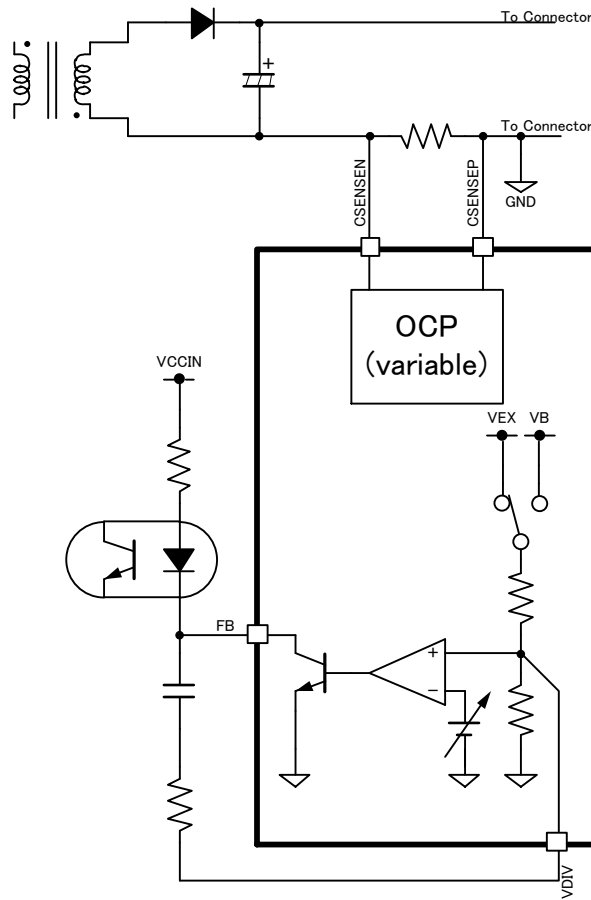 To Connector
To Connector
GND
CSENSEN
CSENSEP
OCP
(variable)
VCCIN
VEX
VB
FB
+
−
VDIV